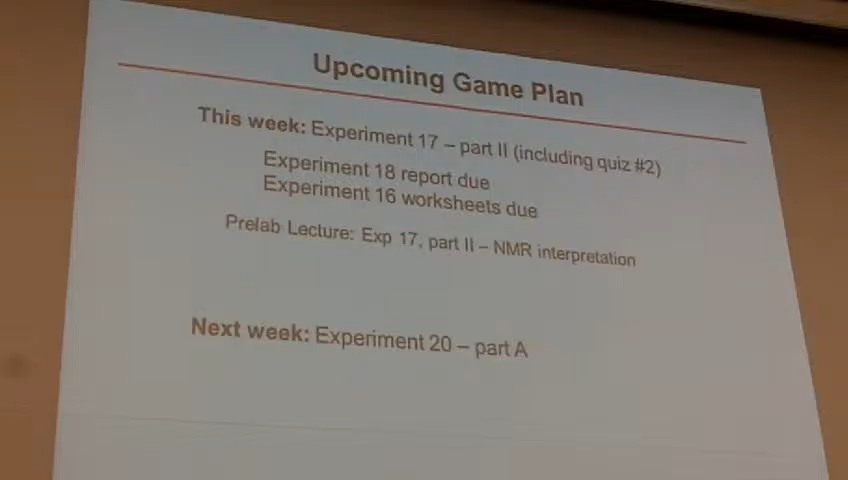 Upcoming Game Plan
This week: Experiment 17 – part II (including quiz #2)
Experiment 18 report due
Experiment 16 worksheets due
Prelab Lecture: Exp 17, part II – NMR interpretation
Next week: Experiment 20 – part A